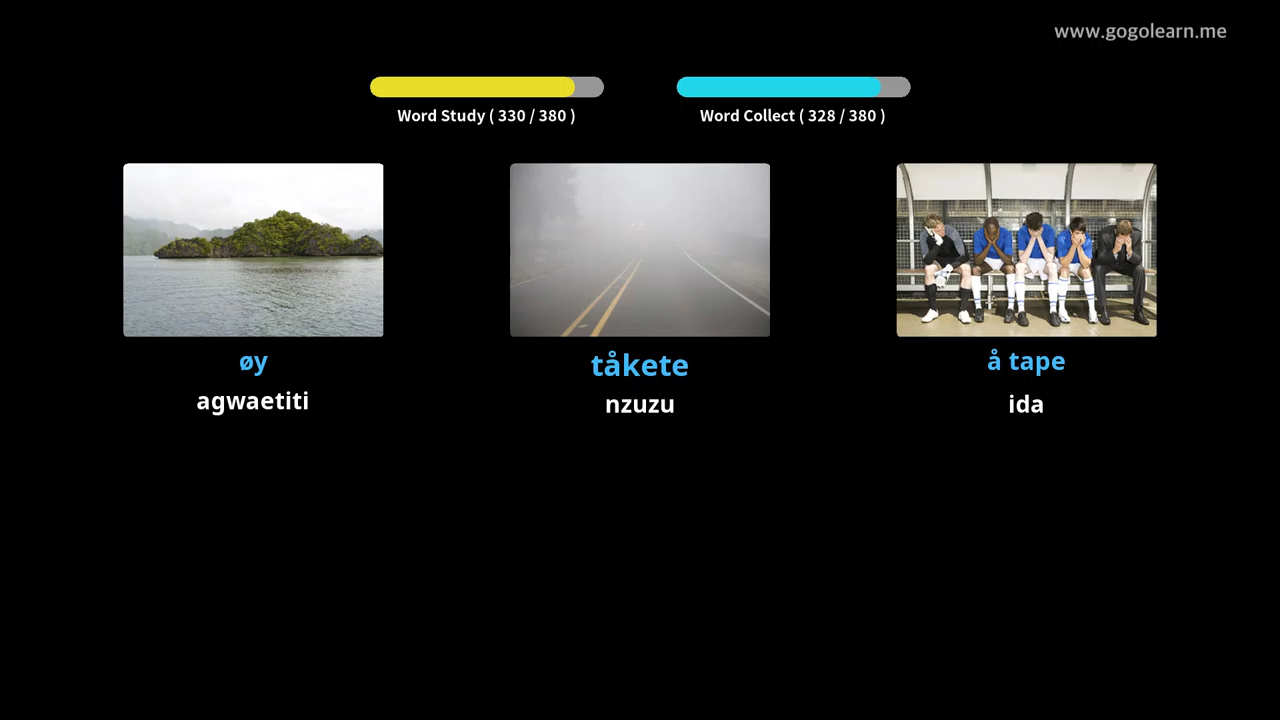 www.gogolearn.me
Word Study ( 330 / 380 )
Word Collect ( 328 / 380 )
øy
tåkete
å tape
agwaetiti
nzuzu
ida